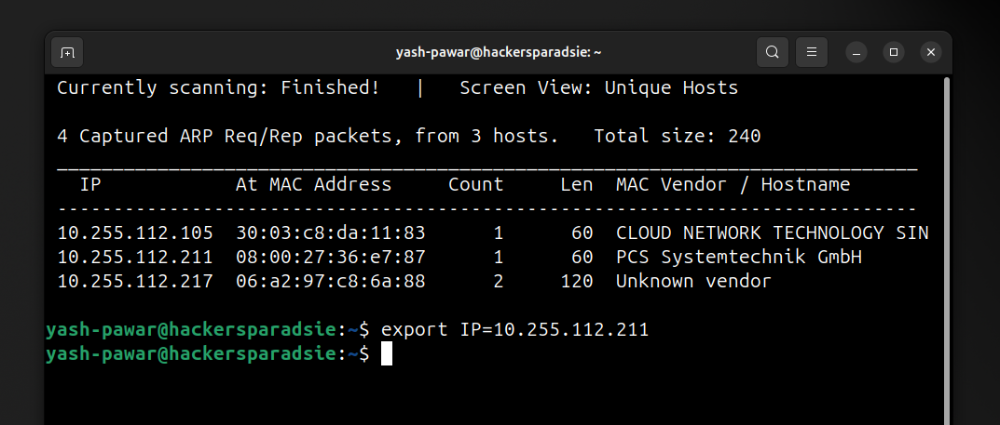 yash-pawar@hackersparadsie: ~
Currently scanning: Finished!   |   Screen View: Unique Hosts
4 Captured ARP Req/Rep packets, from 3 hosts.   Total size: 240
_____________________________________________________________________________
  IP            At MAC Address     Count     Len  MAC Vendor / Hostname
-----------------------------------------------------------------------------
10.255.112.105  30:03:c8:da:11:83      1      60  CLOUD NETWORK TECHNOLOGY SIN
10.255.112.211  08:00:27:36:e7:87      1      60  PCS Systemtechnik GmbH
10.255.112.217  06:a2:97:c8:6a:88      2     120  Unknown vendor
yash-pawar@hackersparadsie:~$ export IP=10.255.112.211
yash-pawar@hackersparadsie:~$